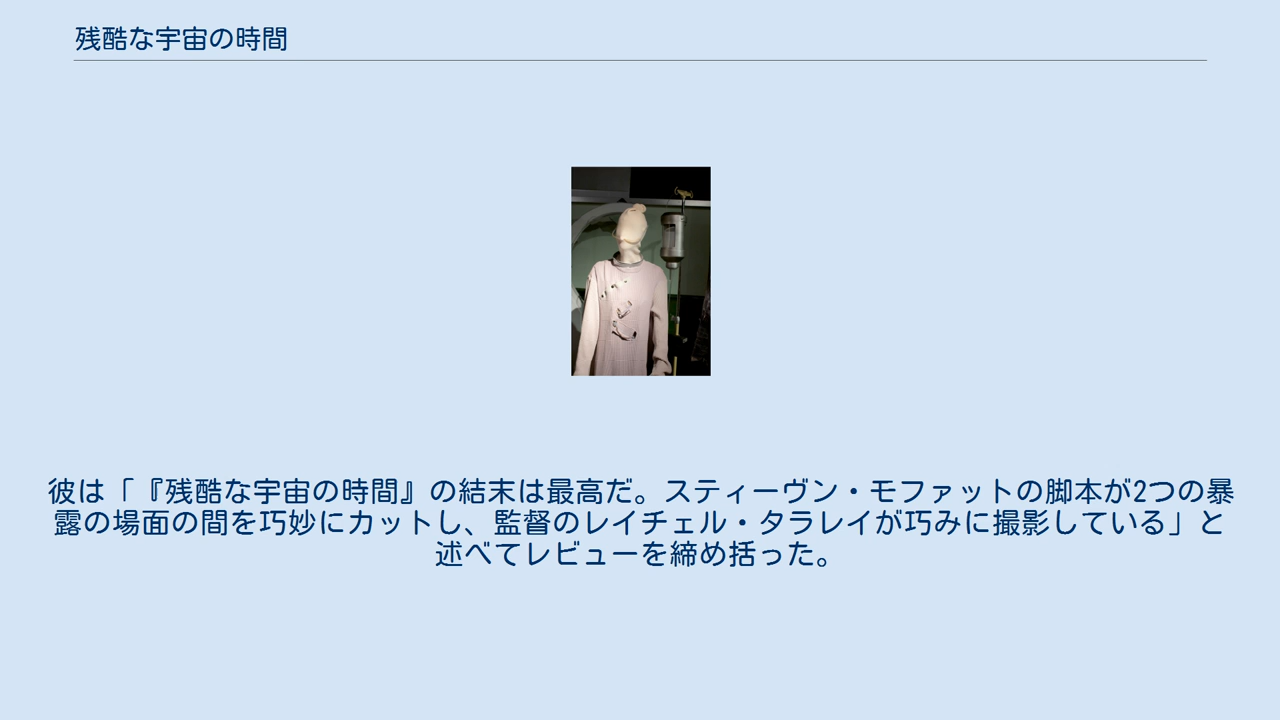 残酷な宇宙の時間
彼は「『残酷な宇宙の時間』の結末は最高だ。スティーヴン・モファットの脚本が2つの暴
露の場面の間を巧妙にカットし、監督のレイチェル・タラレイが巧みに撮影している」と
述べてレビューを締め括った。